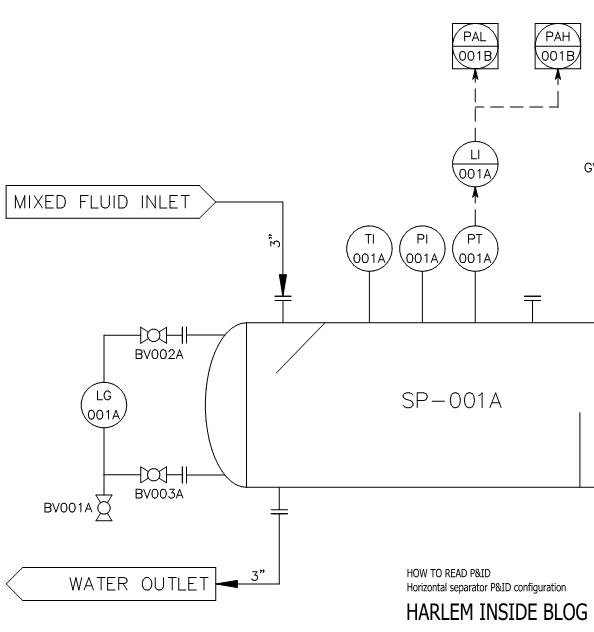 PAL
001B
PAH
001B
LI
001A
MIXED FLUID INLET
3"
TI
001A
PI
001A
PT
001A
BV002A
LG
001A
SP-001A
BV003A
BV001A
WATER OUTLET
3"
HOW TO READ P&ID
Horizontal separator P&ID configuration
HARLEM INSIDE BLOG